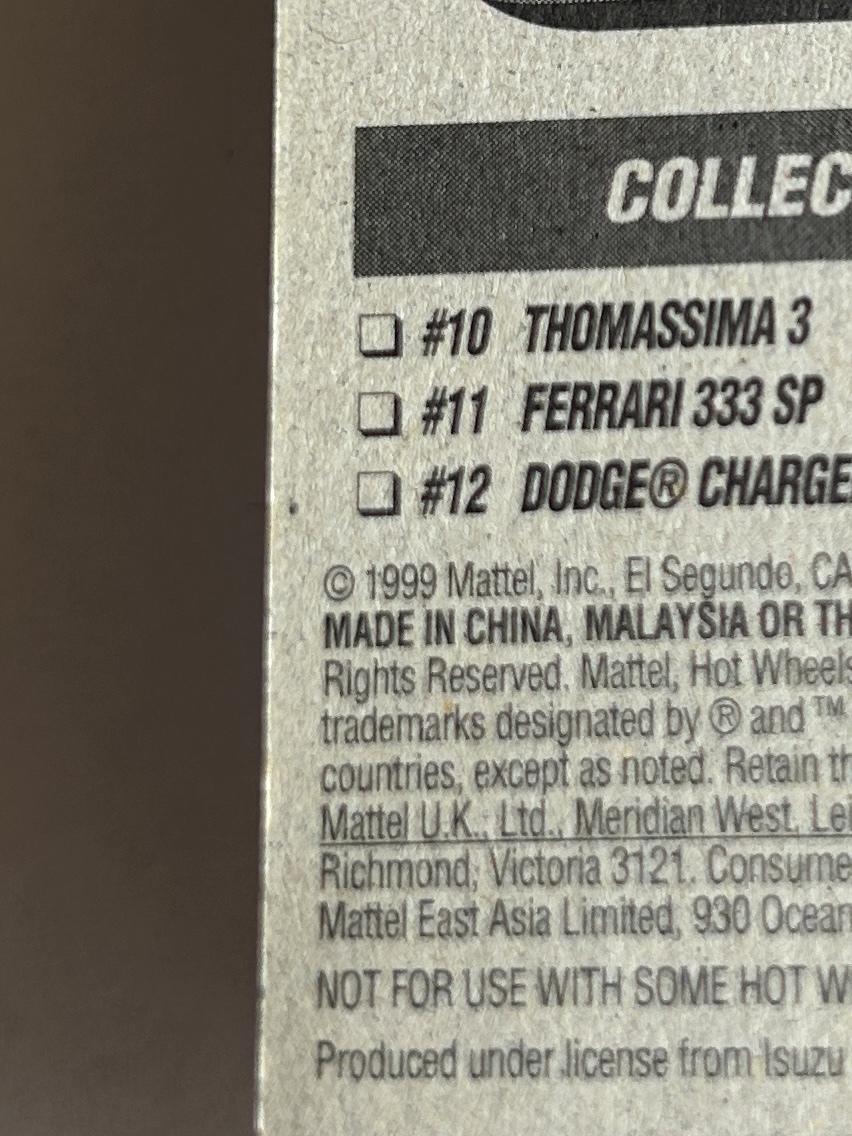 COLLEC
#10 THOMASSIMA 3
#11 FERRARI 333 SP
#12 DODGE® CHARGE
© 1999 Mattel, Inc., El Segundo, CA
MADE IN CHINA, MALAYSIA OR TH
Rights Reserved. Mattel, Hot Wheels
trademarks designated by ® and ™
countries, except as noted. Retain th
Mattel U.K., Ltd., Meridian West, Lei
Richmond, Victoria 3121. Consume
Mattel East Asia Limited, 930 Ocean
NOT FOR USE WITH SOME HOT W
Produced under license from Isuzu